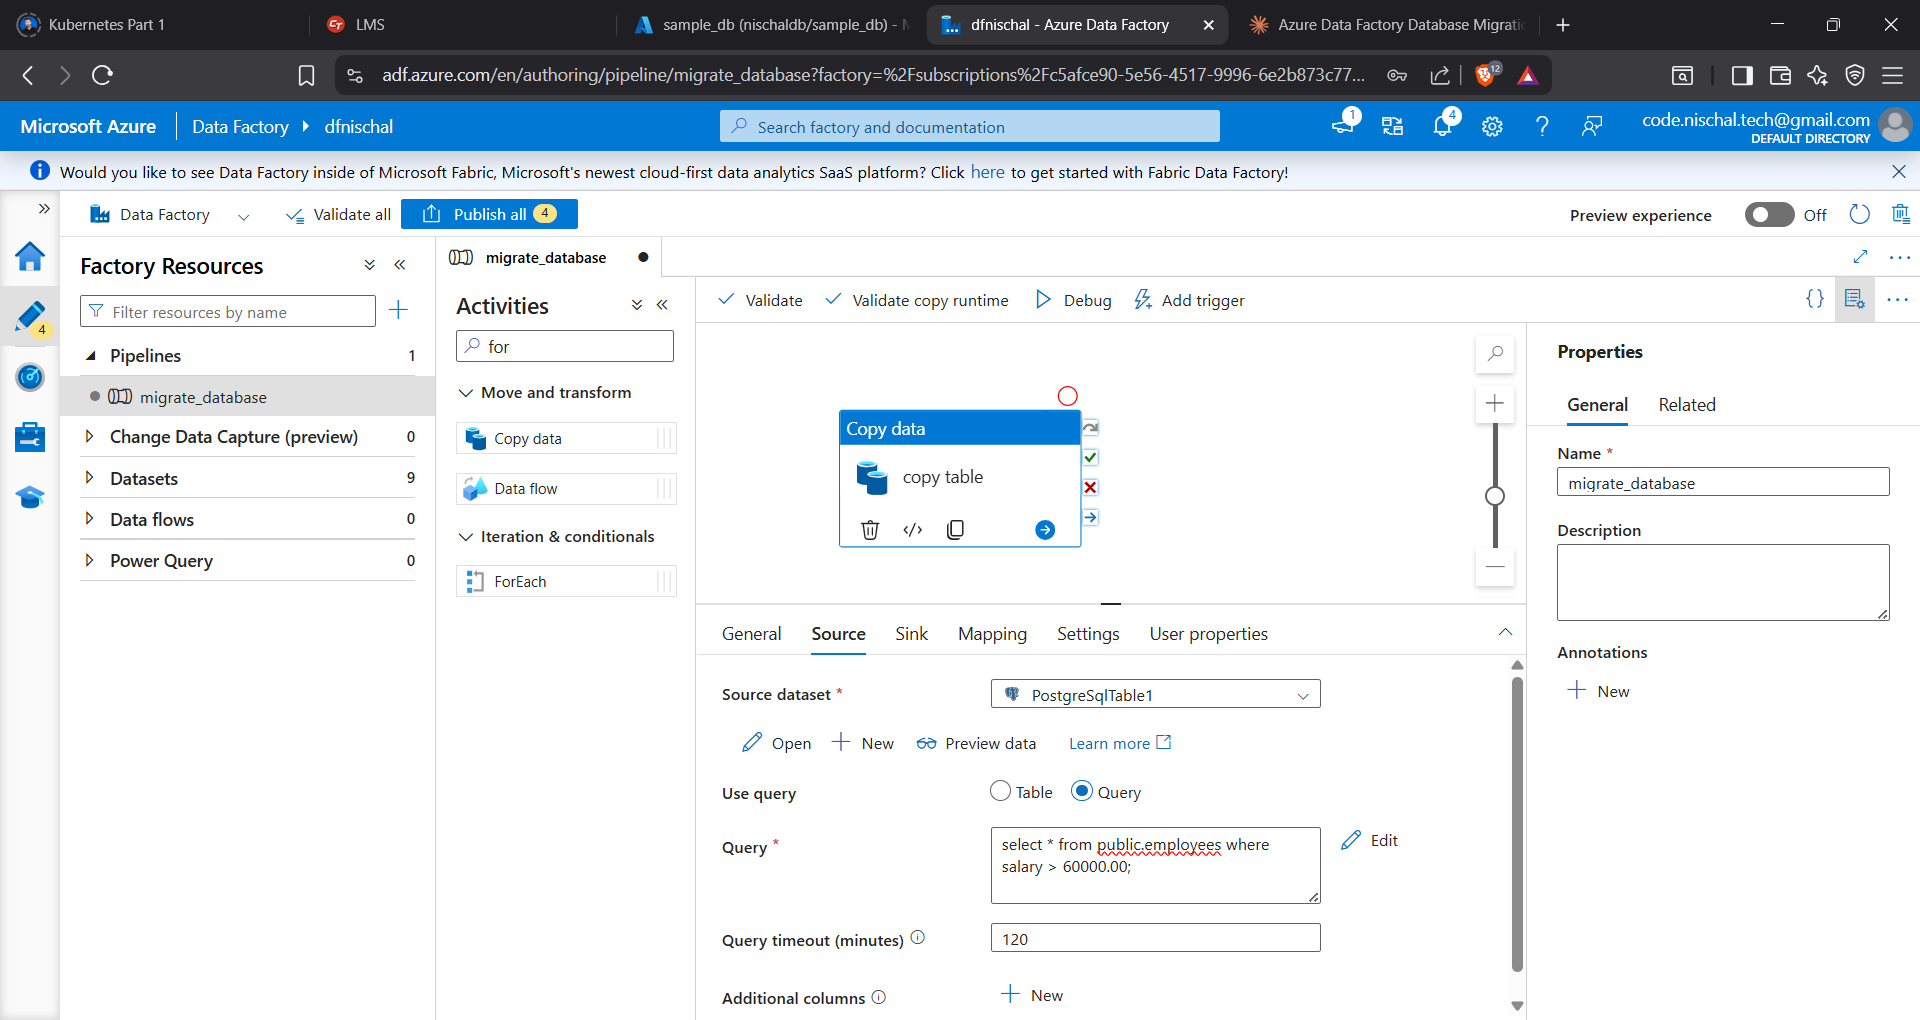 Kubernetes Part 1
LMS
sample_db (nischaldb/sample_db) -
dfnischal - Azure Data Factory
Azure Data Factory Database Migrati
adf.azure.com/en/authoring/pipeline/migrate_database?factory=%2Fsubscriptions%2Fc5afce90-5e56-4517-9996-6e2b873c77...
12
Microsoft Azure
Data Factory
dfnischal
Search factory and documentation
1
4
code.nischal.tech@gmail.com
DEFAULT DIRECTORY
Would you like to see Data Factory inside of Microsoft Fabric, Microsoft's newest cloud-first data analytics SaaS platform? Click here to get started with Fabric Data Factory!
Data Factory
Validate all
Publish all 4
Preview experience
Off
4
Factory Resources
Filter resources by name
Pipelines 1
migrate_database
Change Data Capture (preview) 0
Datasets 9
Data flows 0
Power Query 0
migrate_database
Activities
for
Move and transform
Copy data
Data flow
Iteration & conditionals
ForEach
Validate
Validate copy runtime
Debug
Add trigger
Copy data
copy table
General
Source
Sink
Mapping
Settings
User properties
Source dataset *
PostgreSqlTable1
Open
New
Preview data
Learn more
Use query
Table
Query
Query *
select * from public.employees where
salary > 60000.00;
Edit
Query timeout (minutes)
120
Additional columns
New
Properties
General
Related
Name *
migrate_database
Description
Annotations
New